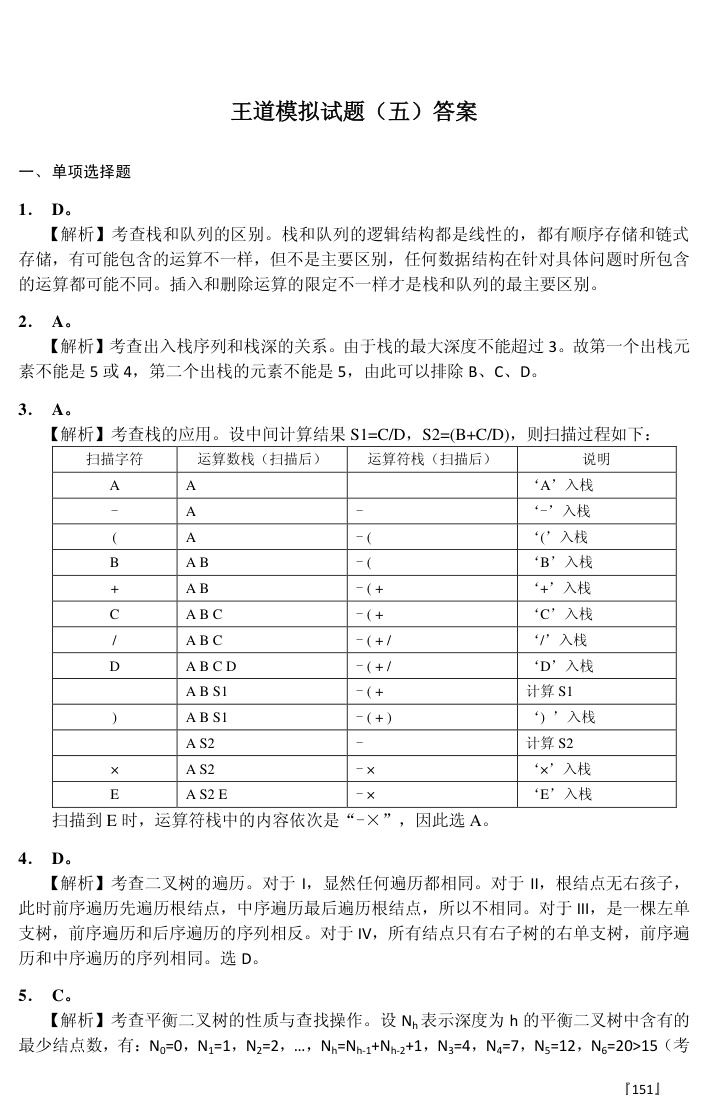 王道模拟试题（五）答案
一、单项选择题
1. D。
【解析】考查栈和队列的区别。栈和队列的逻辑结构都是线性的，都有顺序存储和链式
存储，有可能包含的运算不一样，但不是主要区别，任何数据结构在针对具体问题时所包含
的运算都可能不同。插入和删除运算的限定不一样才是栈和队列的最主要区别。
2. A。
【解析】考查出入栈序列和栈深的关系。由于栈的最大深度不能超过 3。故第一个出栈元
素不能是 5 或 4，第二个出栈的元素不能是 5，由此可以排除 B、C、D。
3. A。
【解析】考查栈的应用。设中间计算结果 S1=C/D，S2=(B+C/D)，则扫描过程如下：
扫描字符 运算数栈（扫描后） 运算符栈（扫描后） 说明
A A ‘A’入栈
- A - ‘-’入栈
( A - ( ‘(’入栈
B A B - ( ‘B’入栈
+ A B - ( + ‘+’入栈
C A B C - ( + ‘C’入栈
/ A B C - ( + / ‘/’入栈
D A B C D - ( + / ‘D’入栈
A B S1 - ( + 计算 S1
) A B S1 - ( + ) ‘) ’入栈
A S2 - 计算 S2
× A S2 - × ‘×’入栈
E A S2 E - × ‘E’入栈
扫描到 E 时，运算符栈中的内容依次是“-×”，因此选 A。
4. D。
【解析】考查二叉树的遍历。对于 I，显然任何遍历都相同。对于 II，根结点无右孩子，
此时前序遍历先遍历根结点，中序遍历最后遍历根结点，所以不相同。对于 III，是一棵左单
支树，前序遍历和后序遍历的序列相反。对于 IV，所有结点只有右子树的右单支树，前序遍
历和中序遍历的序列相同。选 D。
5. C。
【解析】考查平衡二叉树的性质与查找操作。设 Nh 表示深度为 h 的平衡二叉树中含有的
最少结点数，有：N0=0，N1=1，N2=2，…，Nh=Nh-1+Nh-2+1，N3=4，N4=7，N5=12，N6=20>15（考
『151』